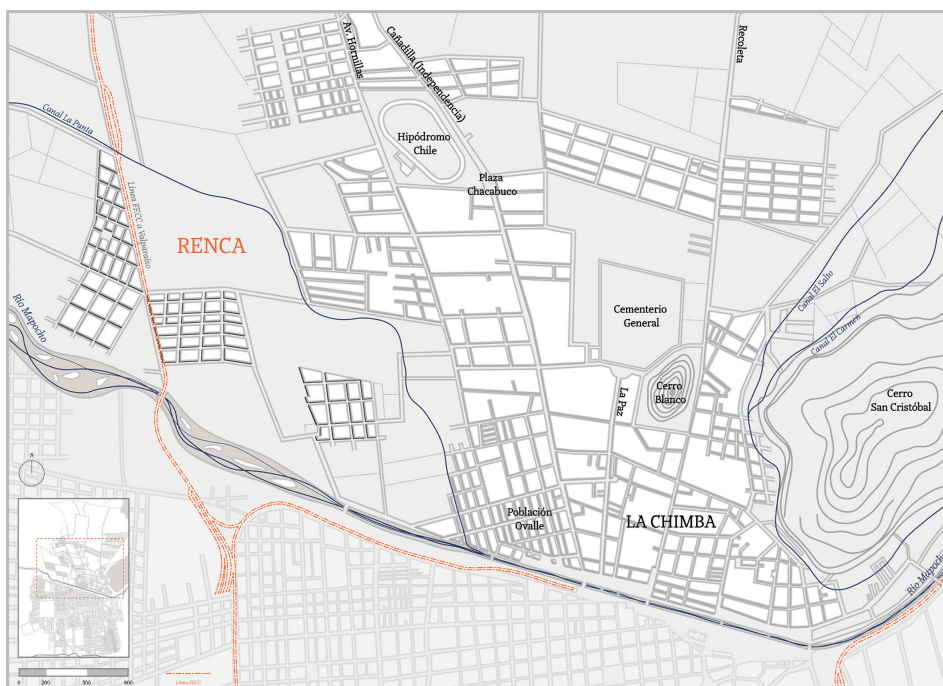 Av. Hornillas
Cañadilla (Independencia)
Recoleta
Canal La Punta
Hipódromo
Chile
Plaza
Chacabuco
Línea FFCC a Valparaíso
RENCA
Río Mapocho
Cementerio
General
Canal El Salto
Canal El Carmen
La Paz
Cerro
Blanco
Cerro
San Cristóbal
S
Población
Ovalle
LA CHIMBA
Río Mapocho
0 200 500 800
Línea FFCC